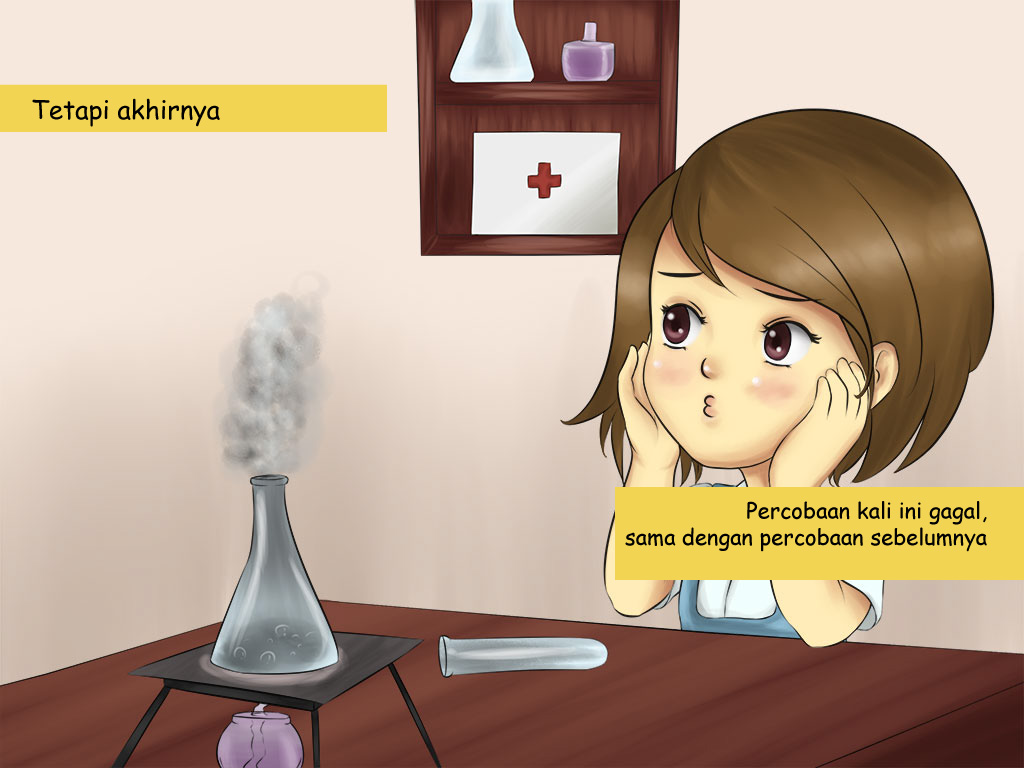 Tetapi akhirnya
Percobaan kali ini gagal,
sama dengan percobaan sebelumnya